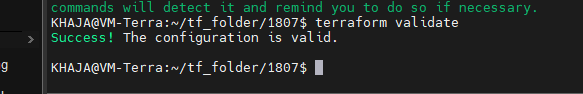 commands will detect it and remind you to do so if necessary.
KHAJA@VM-Terra:~/tf_folder/1807$ terraform validate
Success! The configuration is valid.
KHAJA@VM-Terra:~/tf_folder/1807$